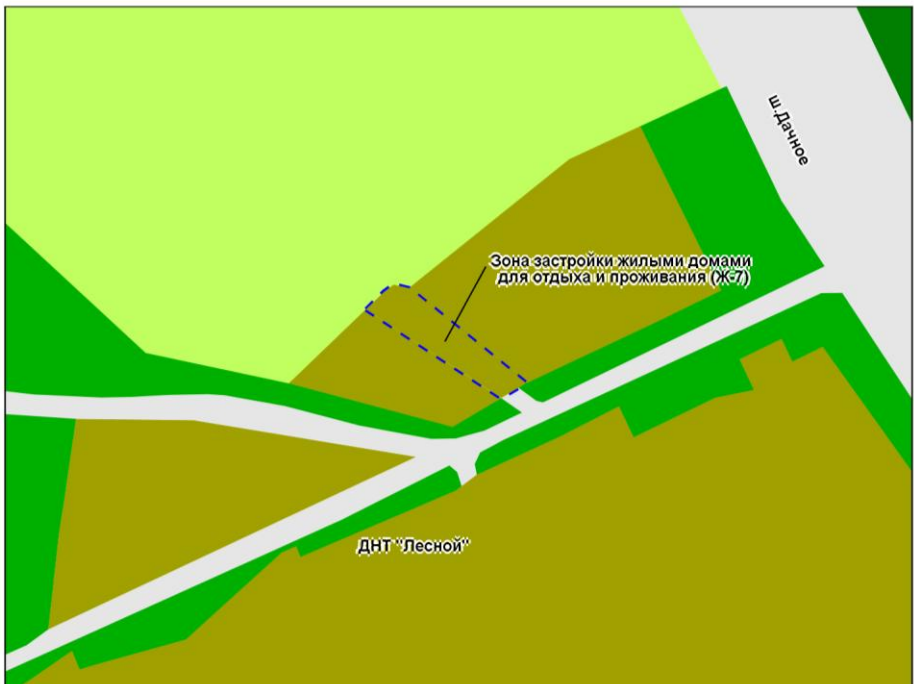 ш.Дачное
Зона застройки жилыми домами
для отдыха и проживания (Ж-7)
ДНТ "Лесной"